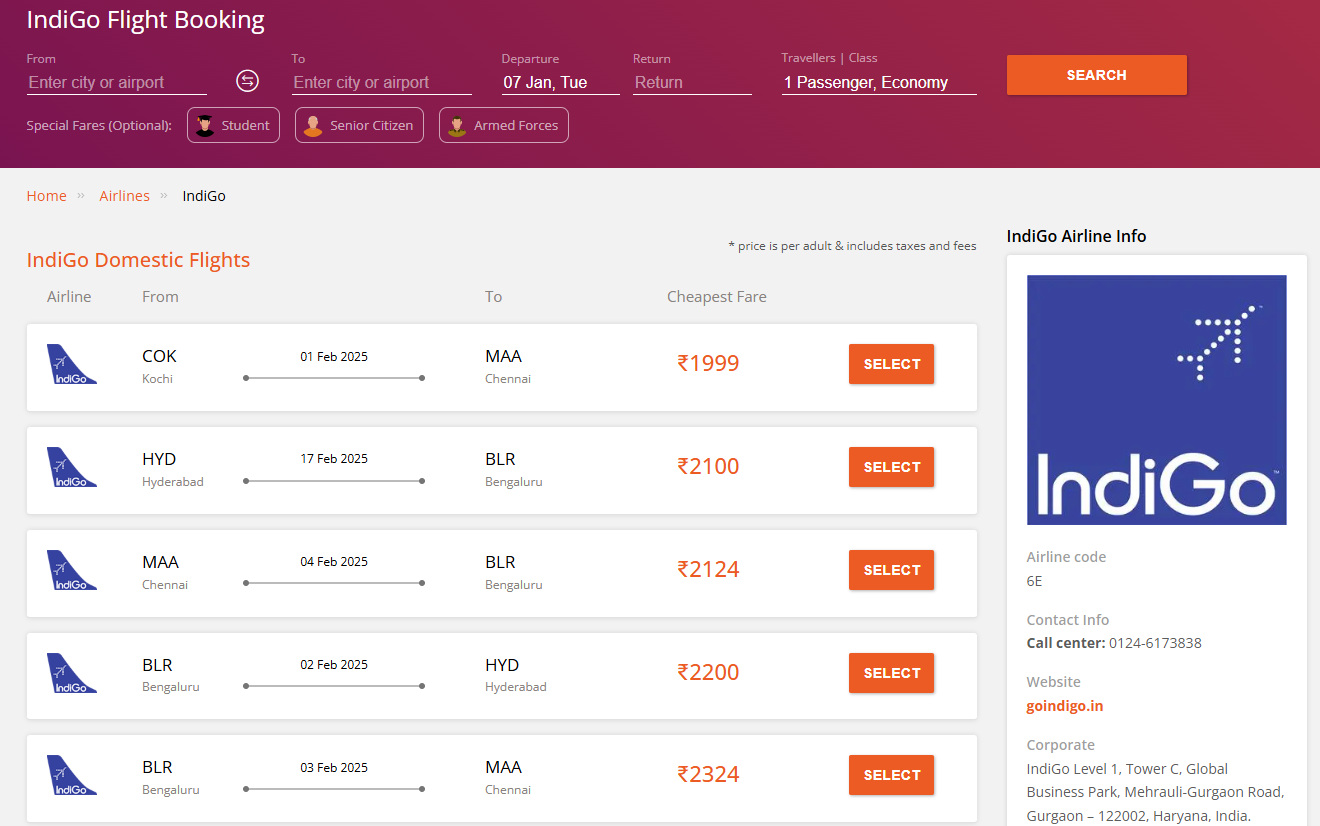 IndiGo Flight Booking
From
To
Departure
Return
Travellers | Class
Enter city or airport
Enter city or airport
07 Jan, Tue
Return
1 Passenger, Economy
SEARCH
Special Fares (Optional):
Student
Senior Citizen
Armed Forces
Home » Airlines » IndiGo
* price is per adult & includes taxes and fees
IndiGo Domestic Flights
Airline
From
To
Cheapest Fare
IndiGo
COK
Kochi
01 Feb 2025
MAA
Chennai
₹1999
SELECT
IndiGo
HYD
Hyderabad
17 Feb 2025
BLR
Bengaluru
₹2100
SELECT
IndiGo
MAA
Chennai
04 Feb 2025
BLR
Bengaluru
₹2124
SELECT
IndiGo
BLR
Bengaluru
02 Feb 2025
HYD
Hyderabad
₹2200
SELECT
IndiGo
BLR
Bengaluru
03 Feb 2025
MAA
Chennai
₹2324
SELECT
IndiGo Airline Info
IndiGo™
Airline code
6E
Contact Info
Call center: 0124-6173838
Website
goindigo.in
Corporate
IndiGo Level 1, Tower C, Global
Business Park, Mehrauli-Gurgaon Road,
Gurgaon – 122002, Haryana, India.